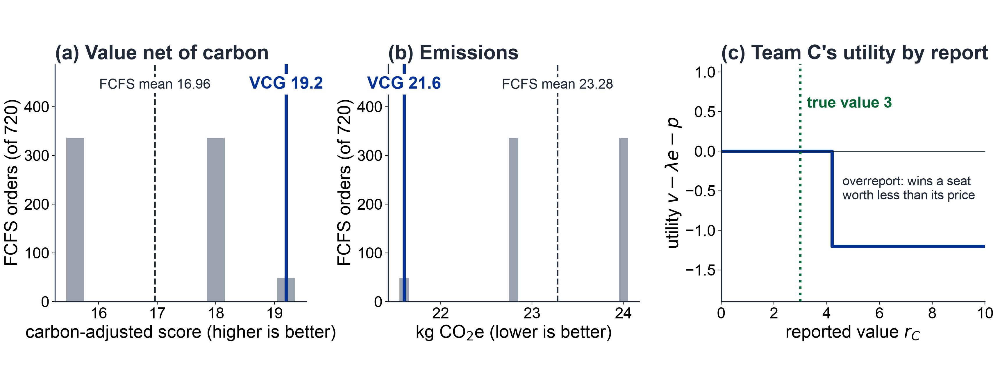 (a) Value net of carbon
FCFS mean 16.96
VCG 19.2
FCFS orders (of 720)
400
300
200
100
0
16
17
18
19
carbon-adjusted score (higher is better)
(b) Emissions
VCG 21.6
FCFS mean 23.28
FCFS orders (of 720)
400
300
200
100
0
22
23
24
kg CO₂e (lower is better)
(c) Team C's utility by report
true value 3
overreport: wins a seat
worth less than its price
utility v − λe − p
1.0
0.5
0.0
−0.5
−1.0
−1.5
0
2
4
6
8
10
reported value r_C